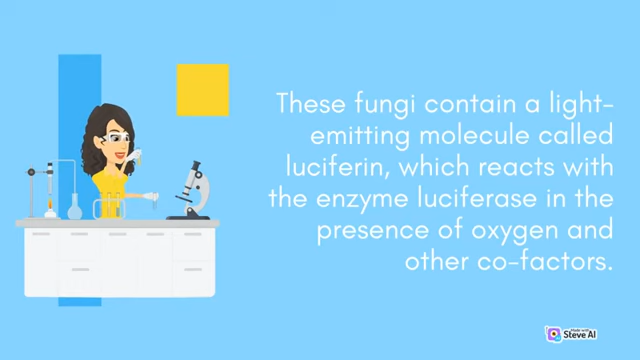 These fungi contain a light-
emitting molecule called
luciferin, which reacts with
the enzyme luciferase in the
presence of oxygen and
other co-factors.
Made with
Steve AI